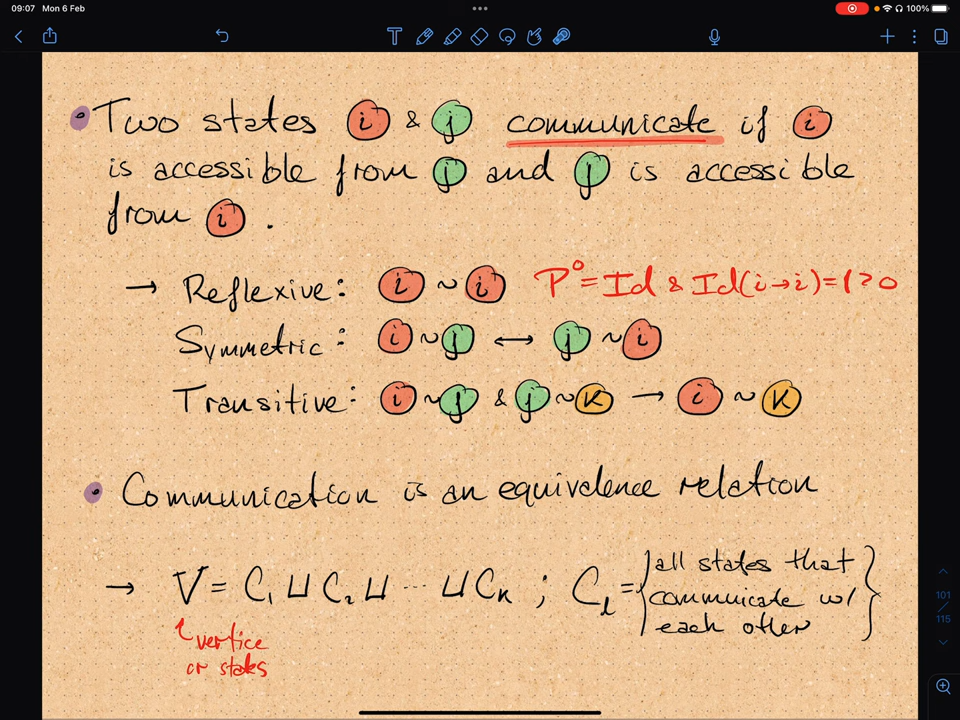 09:07 Mon 6 Feb
100%
Two states i & j communicate if i
is accessible from j and j is accessible
from i .
→ Reflexive: i ~ i P⁰ = Id & Id(i→i) = 1 > 0
Symmetric: i ~ j ↔ j ~ i
Transitive: i ~ j & j ~ k → i ~ k
Communication is an equivalence relation
→ V = C₁ ⊔ C₂ ⊔ ... ⊔ Cₖ ; Cₗ = {all states that
commuicate w/
each other}
vertice
or states
101
/
115